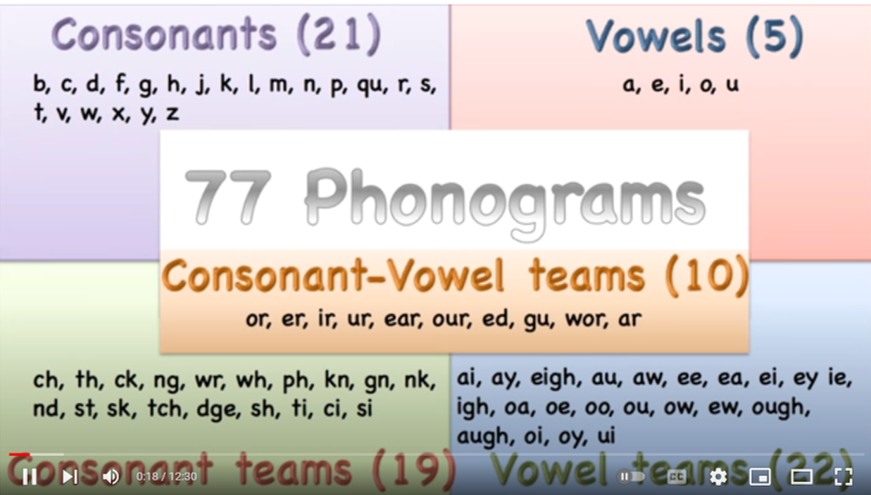 Consonants (21)
b, c, d, f, g, h, j, k, l, m, n, p, qu, r, s,
t, v, w, x, y, z
Vowels (5)
a, e, i, o, u
77 Phonograms
Consonant-Vowel teams (10)
or, er, ir, ur, ear, our, ed, gu, wor, ar
ch, th, ck, ng, wr, wh, ph, kn, gn, nk,
nd, st, sk, tch, dge, sh, ti, ci, si
Consonant teams (19)
ai, ay, eigh, au, aw, ee, ea, ei, ey ie,
igh, oa, oe, oo, ou, ow, ew, ough,
augh, oi, oy, ui
Vowel teams (22)
0:18 / 12:30
CC